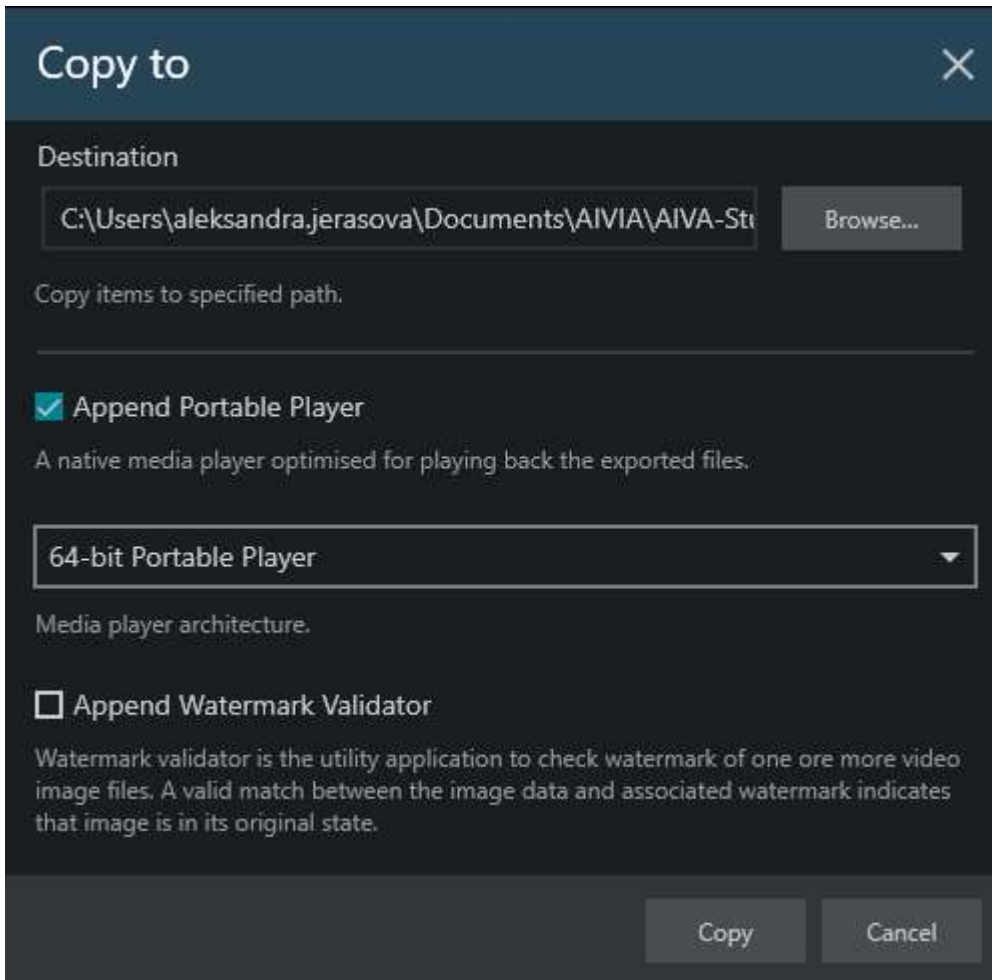 Copy to
Destination
C:\Users\aleksandra.jerasova\Documents\AIVIA\AIVA-Stu
Browse...
Copy items to specified path.
Append Portable Player
A native media player optimised for playing back the exported files.
64-bit Portable Player
Media player architecture.
Append Watermark Validator
Watermark validator is the utility application to check watermark of one ore more video
image files. A valid match between the image data and associated watermark indicates
that image is in its original state.
Copy
Cancel